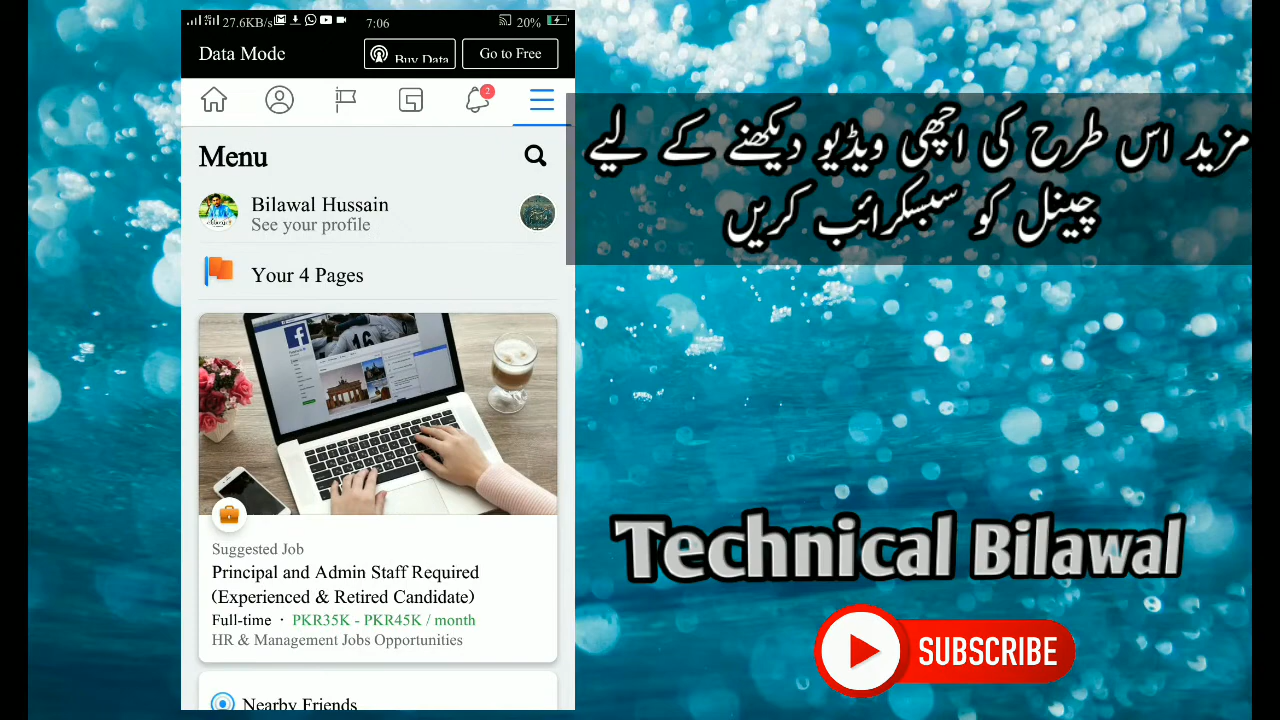 27.6KB/s
7:06
20%
Data Mode
Buy Data
Go to Free
2
Menu
Bilawal Hussain
See your profile
Your 4 Pages
Suggested Job
Principal and Admin Staff Required
(Experienced & Retired Candidate)
Full-time · PKR35K - PKR45K / month
HR & Management Jobs Opportunities
Nearby Friends
مزید اس طرح کی اچھی ویڈیو دیکھنے کے لیے
چینل کو سبسکرائب کریں
Technical Bilawal
SUBSCRIBE